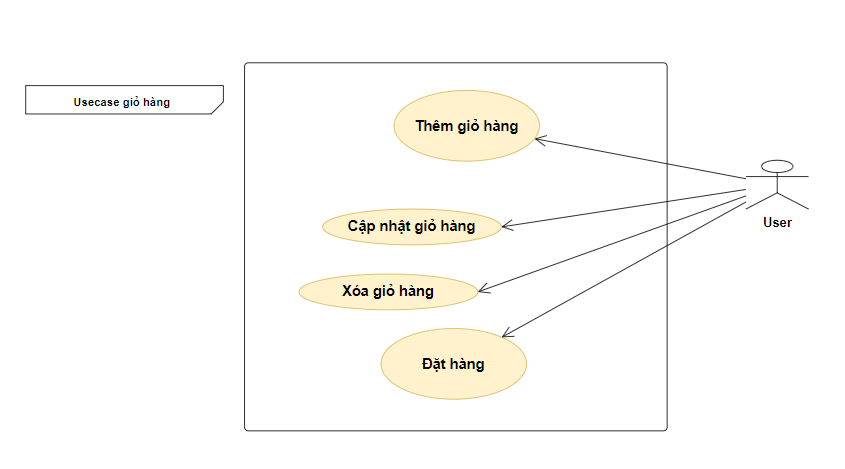 Usecase giỏ hàng
Thêm giỏ hàng
Cập nhật giỏ hàng
Xóa giỏ hàng
Đặt hàng
User